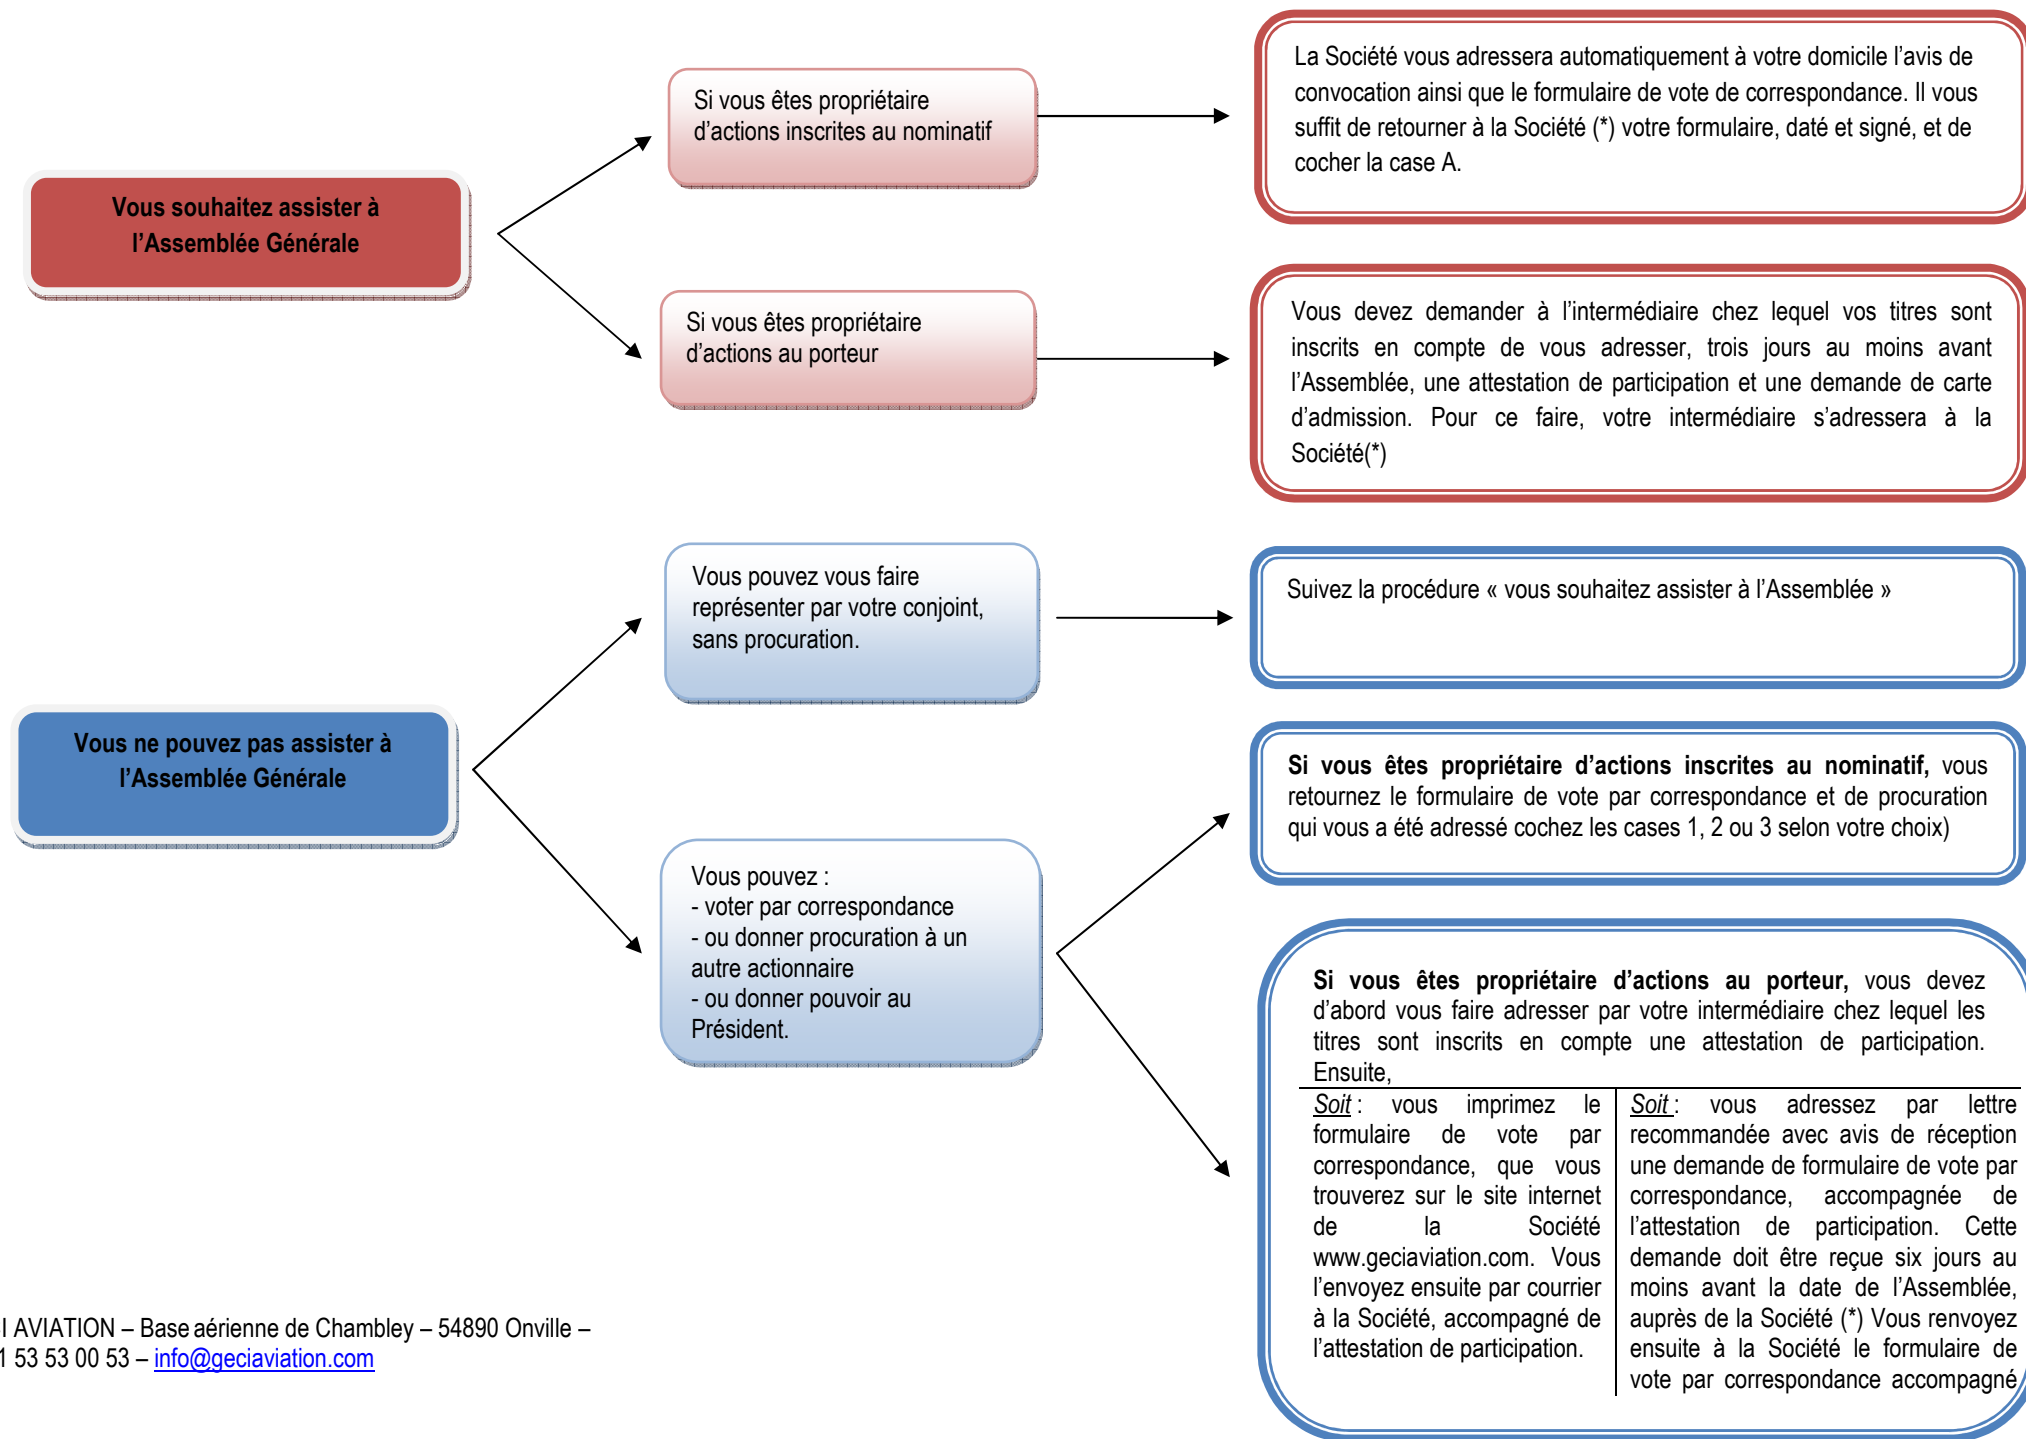 Vous souhaitez assister à
l'Assemblée Générale
Si vous êtes propriétaire
d'actions inscrites au nominatif
La Société vous adressera automatiquement à votre domicile l'avis de
convocation ainsi que le formulaire de vote de correspondance. Il vous
suffit de retourner à la Société (*) votre formulaire, daté et signé, et de
cocher la case A.
Si vous êtes propriétaire
d'actions au porteur
Vous devez demander à l'intermédiaire chez lequel vos titres sont
inscrits en compte de vous adresser, trois jours au moins avant
l'Assemblée, une attestation de participation et une demande de carte
d'admission. Pour ce faire, votre intermédiaire s'adressera à la
Société(*)
Vous ne pouvez pas assister à
l'Assemblée Générale
Vous pouvez vous faire
représenter par votre conjoint,
sans procuration.
Suivez la procédure « vous souhaitez assister à l'Assemblée »
Vous pouvez :
- voter par correspondance
- ou donner procuration à un
autre actionnaire
- ou donner pouvoir au
Président.
Si vous êtes propriétaire d'actions inscrites au nominatif, vous
retournez le formulaire de vote par correspondance et de procuration
qui vous a été adressé cochez les cases 1, 2 ou 3 selon votre choix)
Si vous êtes propriétaire d'actions au porteur, vous devez
d'abord vous faire adresser par votre intermédiaire chez lequel les
titres sont inscrits en compte une attestation de participation.
Ensuite,
Soit : vous imprimez le
formulaire de vote par
correspondance, que vous
trouverez sur le site internet
de la Société
www.geciaviation.com. Vous
l'envoyez ensuite par courrier
à la Société, accompagné de
l'attestation de participation.
Soit : vous adressez par lettre
recommandée avec avis de réception
une demande de formulaire de vote par
correspondance, accompagnée de
l'attestation de participation. Cette
demande doit être reçue six jours au
moins avant la date de l'Assemblée,
auprès de la Société (*) Vous renvoyez
ensuite à la Société le formulaire de
vote par correspondance accompagné
I AVIATION – Base aérienne de Chambley – 54890 Onville –
1 53 53 00 53 – info@geciaviation.com